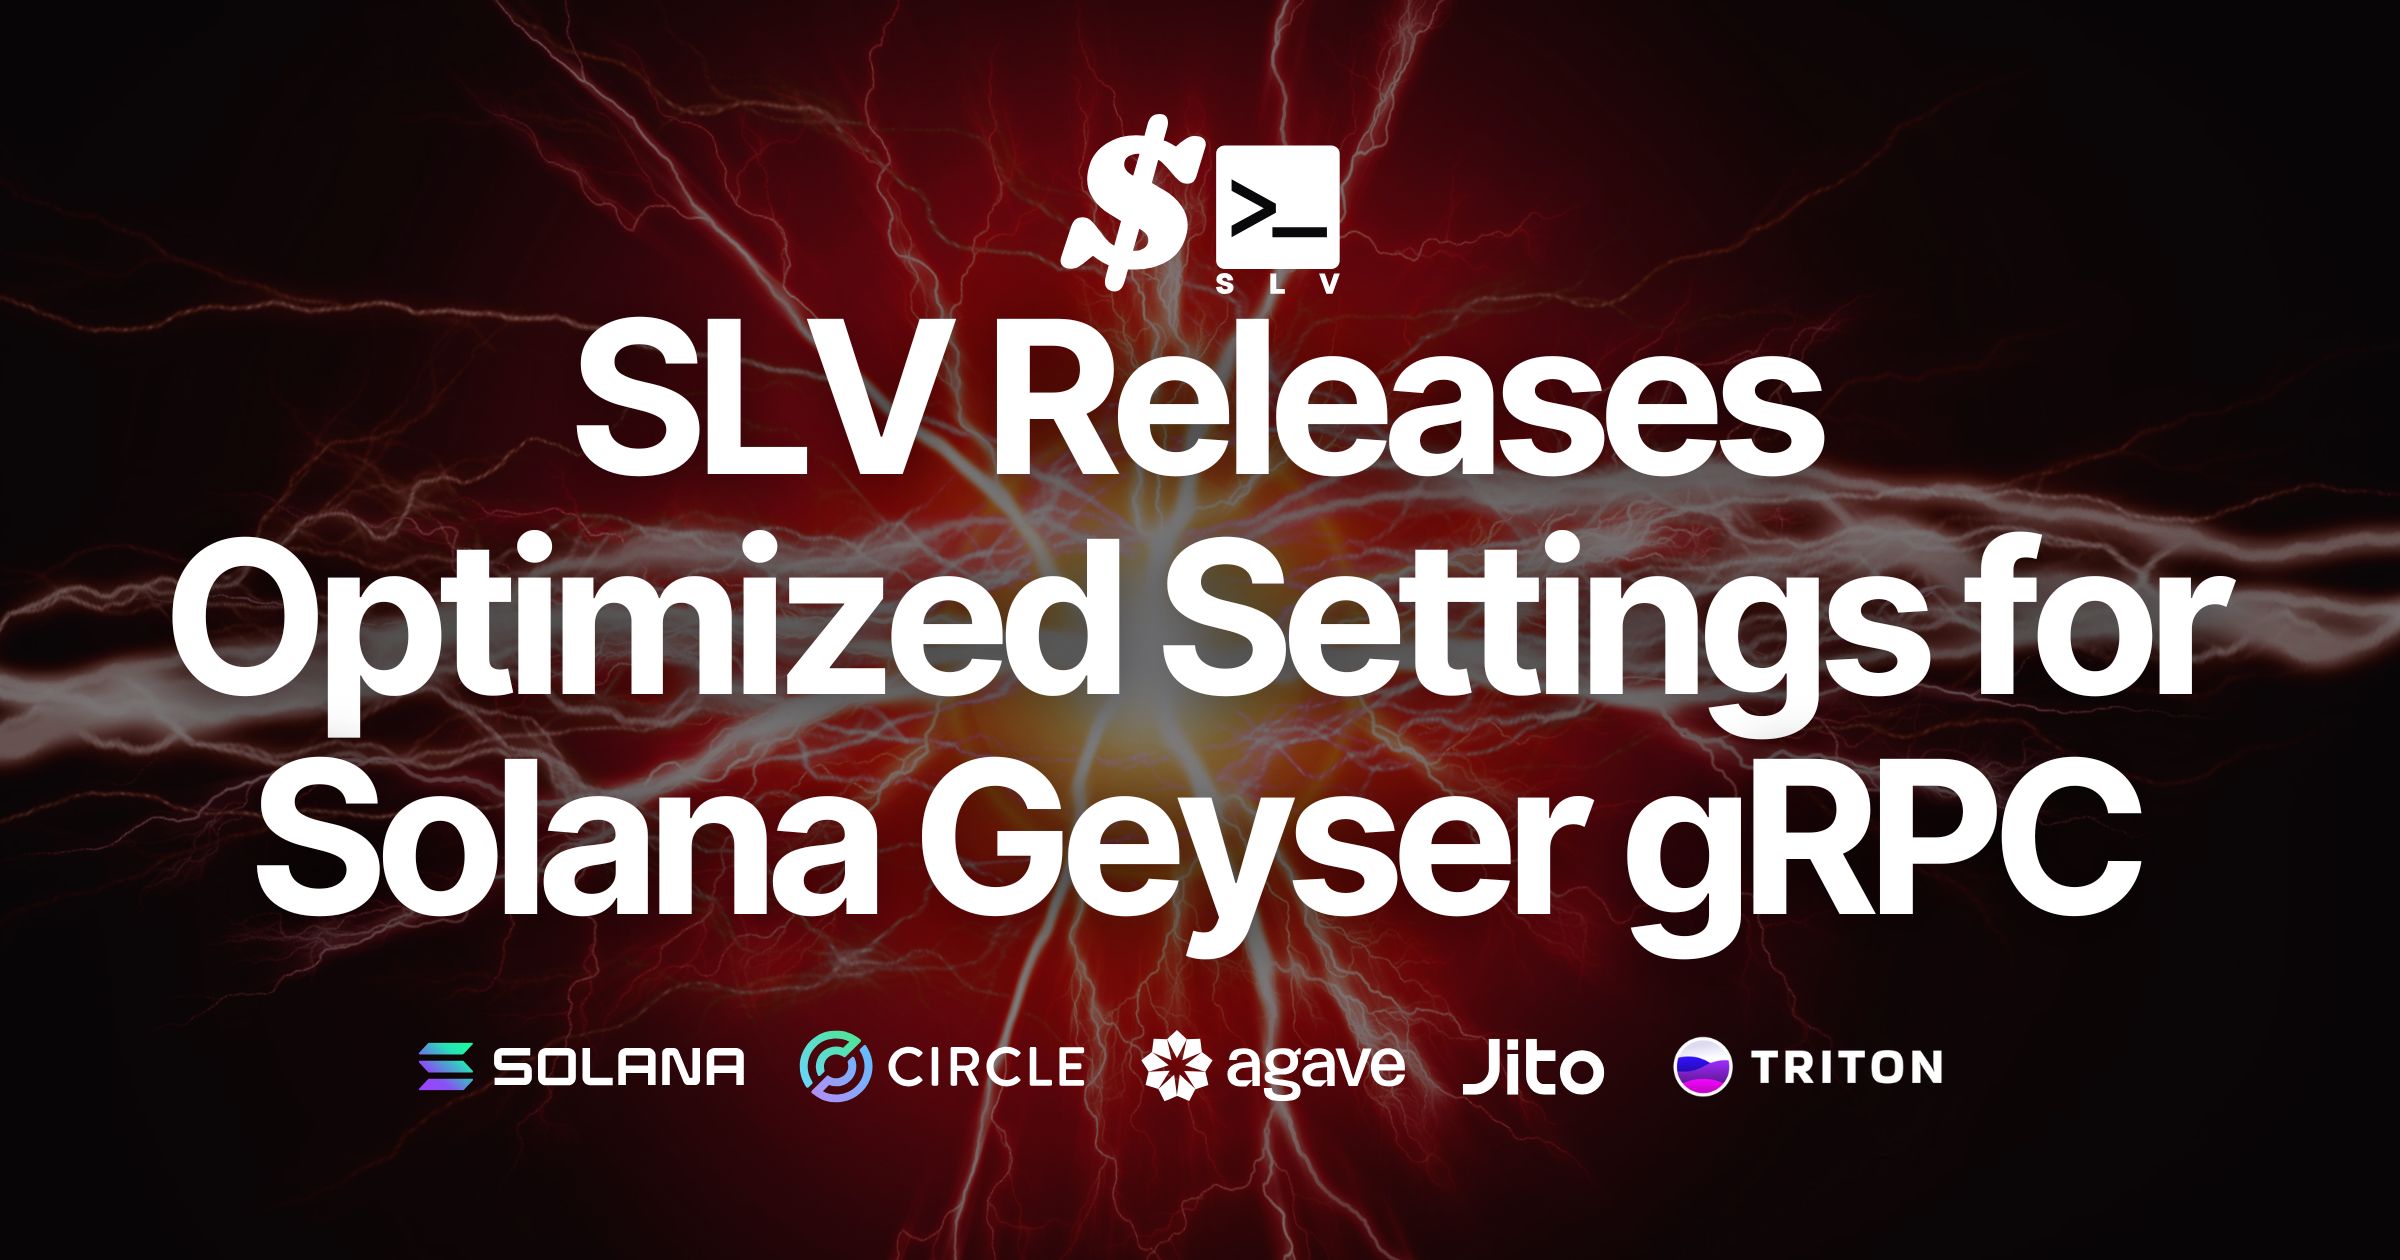 $ >_
S L V
SLV Releases
Optimized Settings for
Solana Geyser gRPC
SOLANA CIRCLE agave Jito TRITON